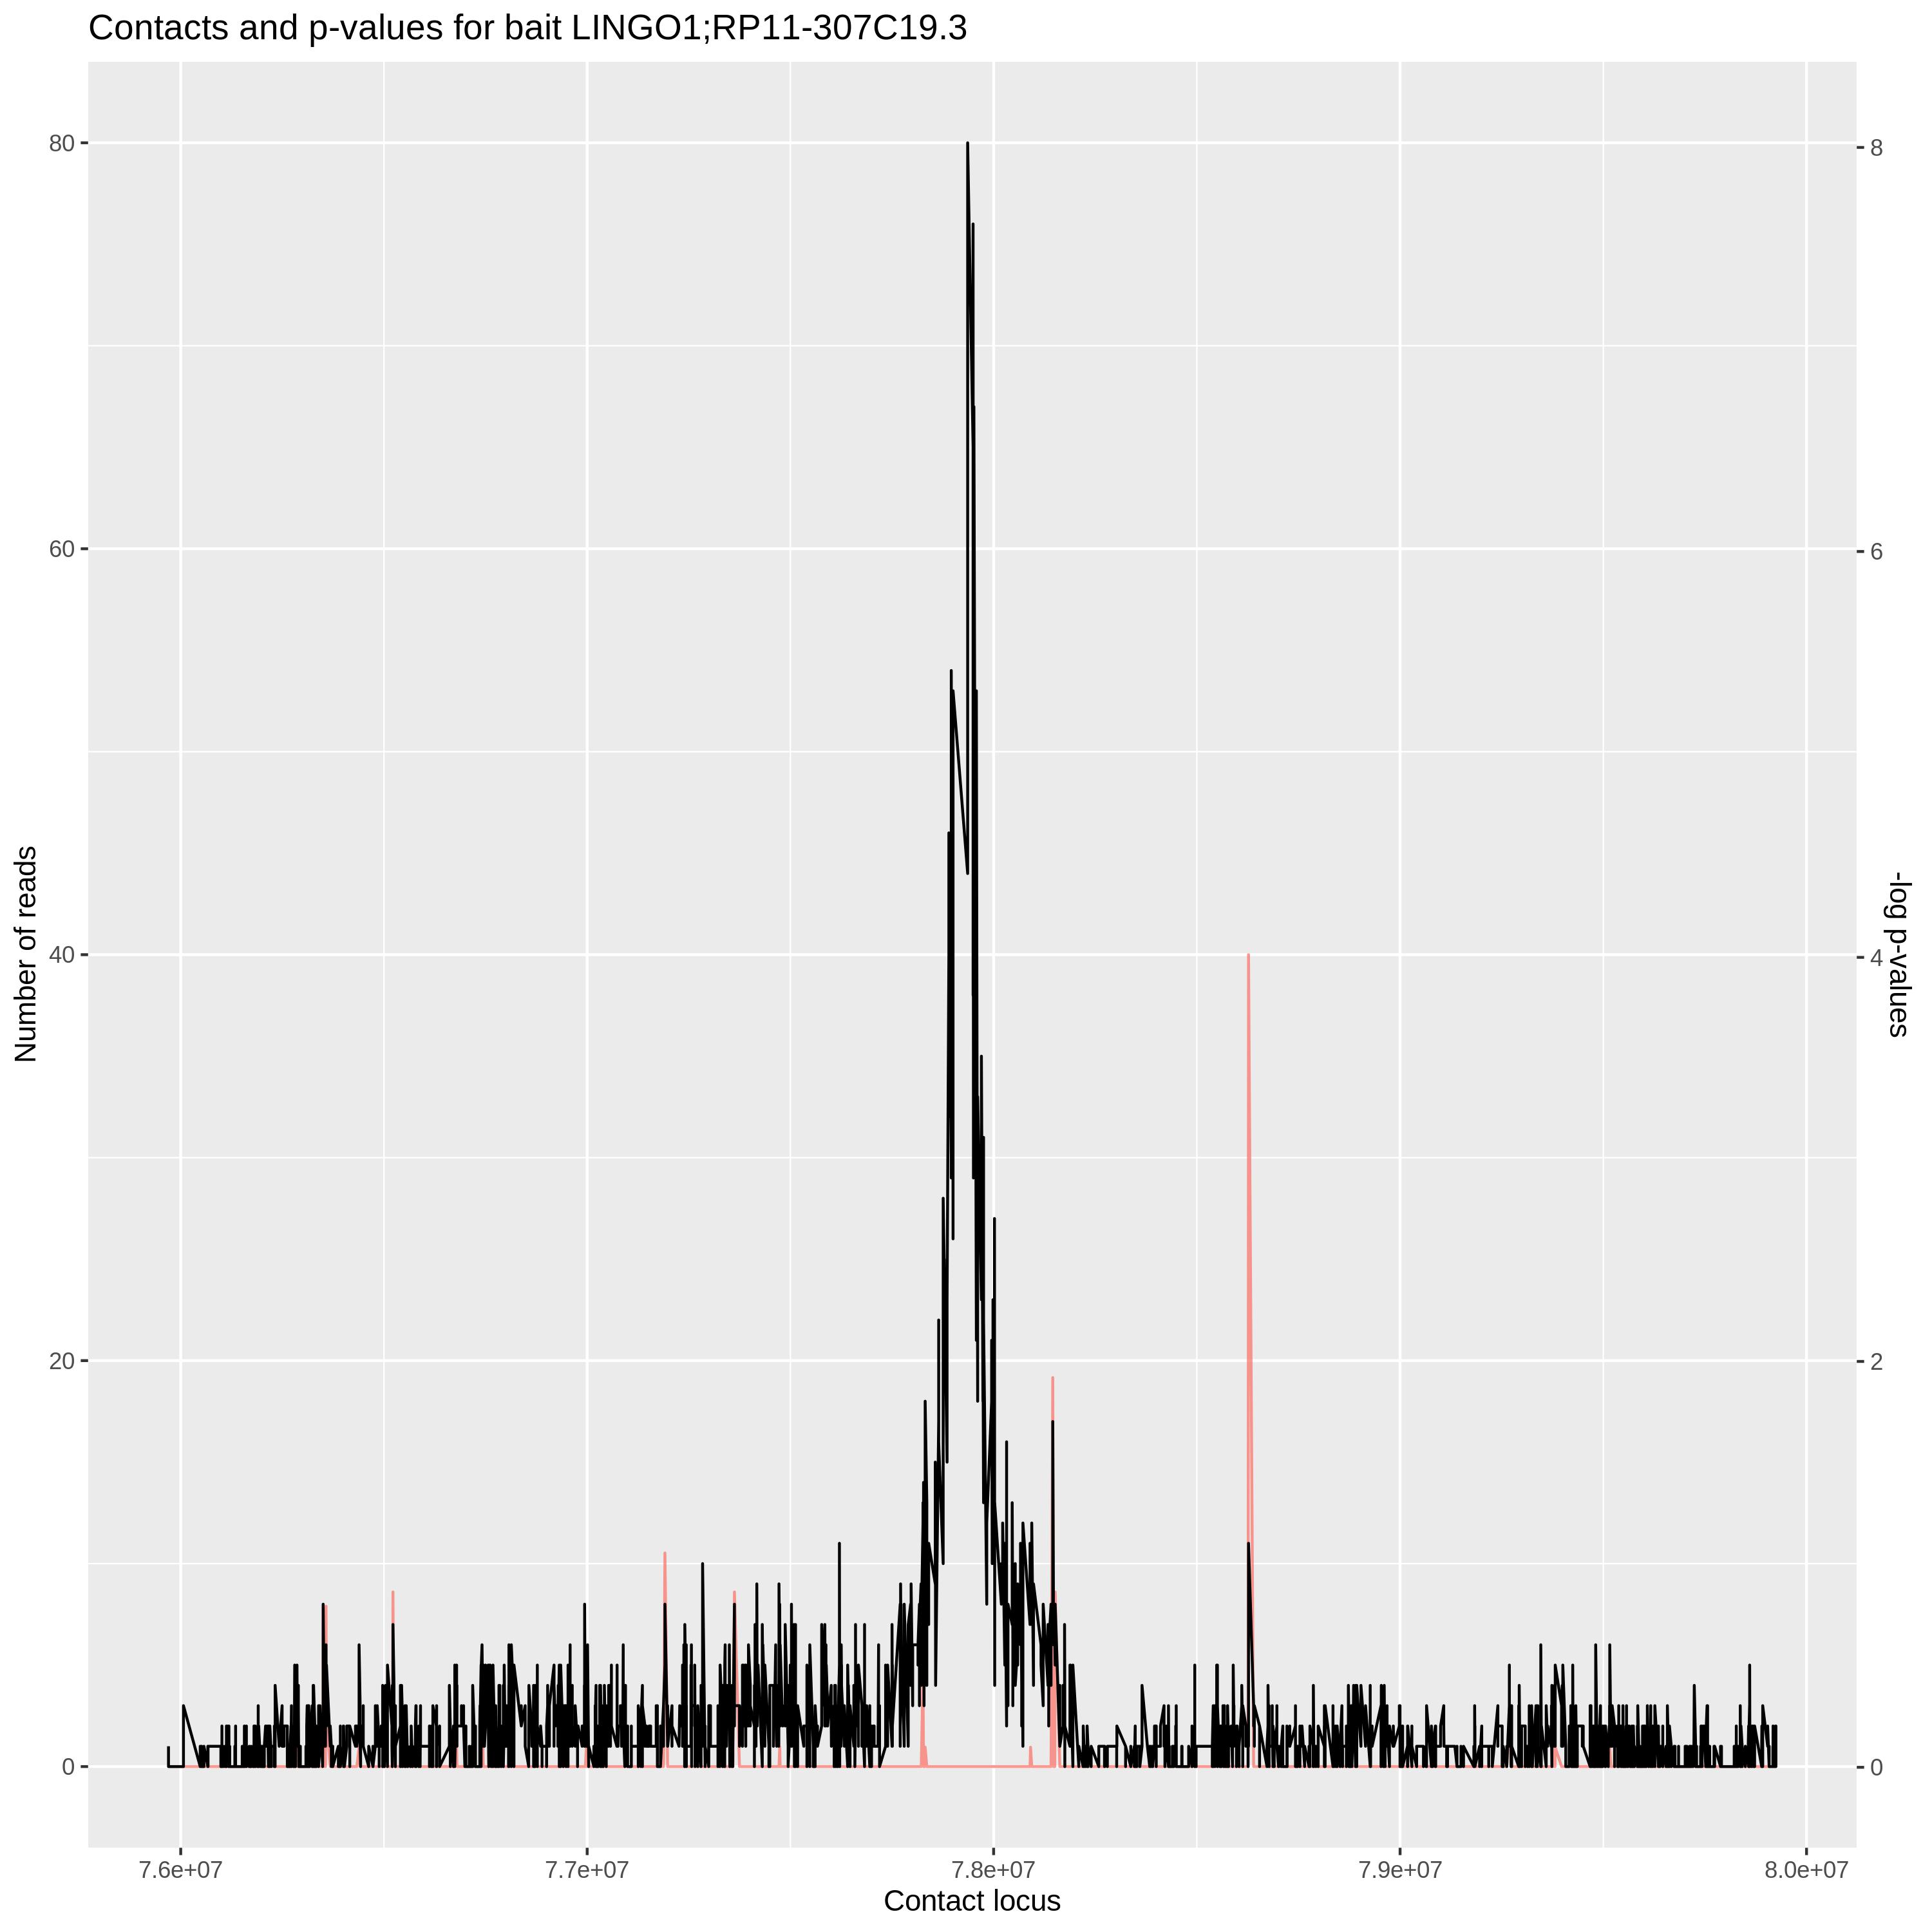 Contacts and p-values for bait LINGO1;RP11-307C19.3
80
60
40
20
0
Number of reads
8
6
4
2
0
-log p-values
7.6e+07 7.7e+07 7.8e+07 7.9e+07 8.0e+07
Contact locus